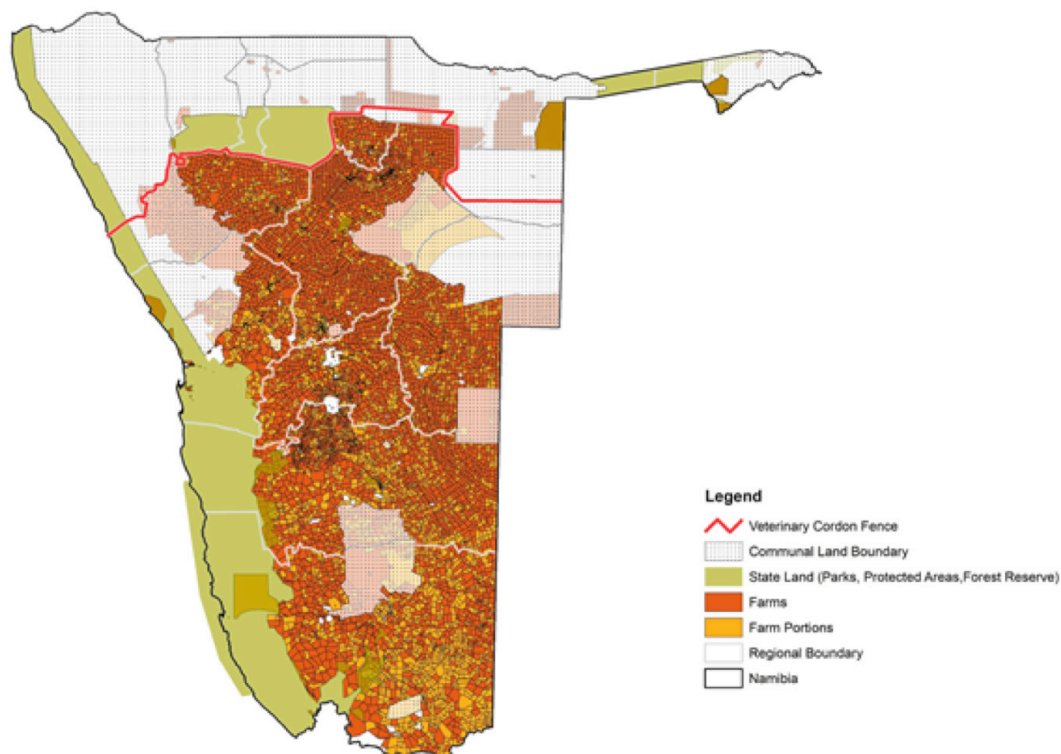 Legend
Veterinary Cordon Fence
Communal Land Boundary
State Land (Parks, Protected Areas,Forest Reserve)
Farms
Farm Portions
Regional Boundary
Namibia